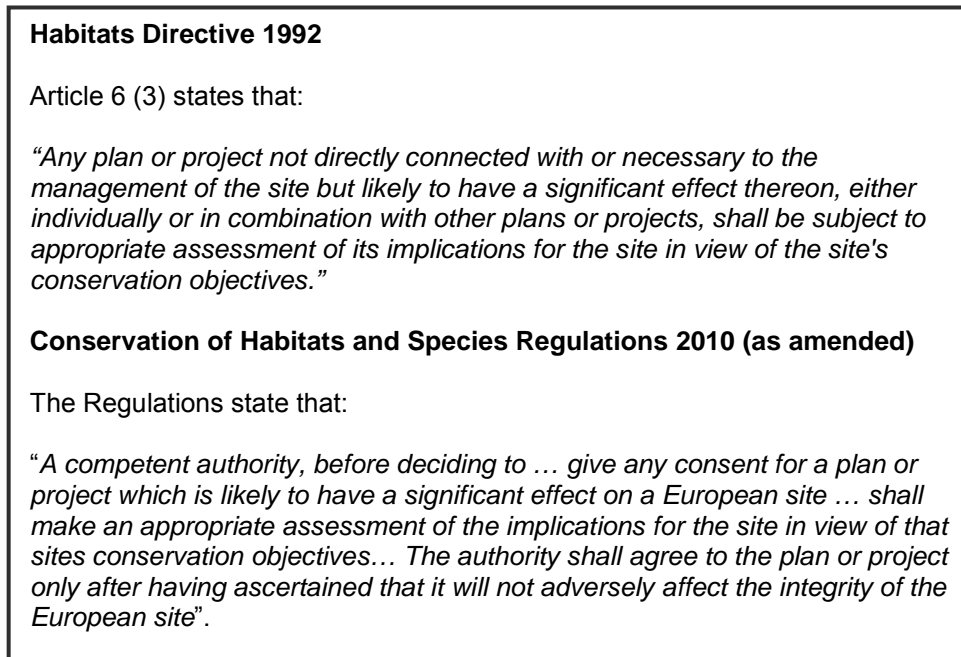 Habitats Directive 1992
Article 6 (3) states that:
“Any plan or project not directly connected with or necessary to the
management of the site but likely to have a significant effect thereon, either
individually or in combination with other plans or projects, shall be subject to
appropriate assessment of its implications for the site in view of the site's
conservation objectives.”
Conservation of Habitats and Species Regulations 2010 (as amended)
The Regulations state that:
“A competent authority, before deciding to … give any consent for a plan or
project which is likely to have a significant effect on a European site … shall
make an appropriate assessment of the implications for the site in view of that
sites conservation objectives… The authority shall agree to the plan or project
only after having ascertained that it will not adversely affect the integrity of the
European site”.